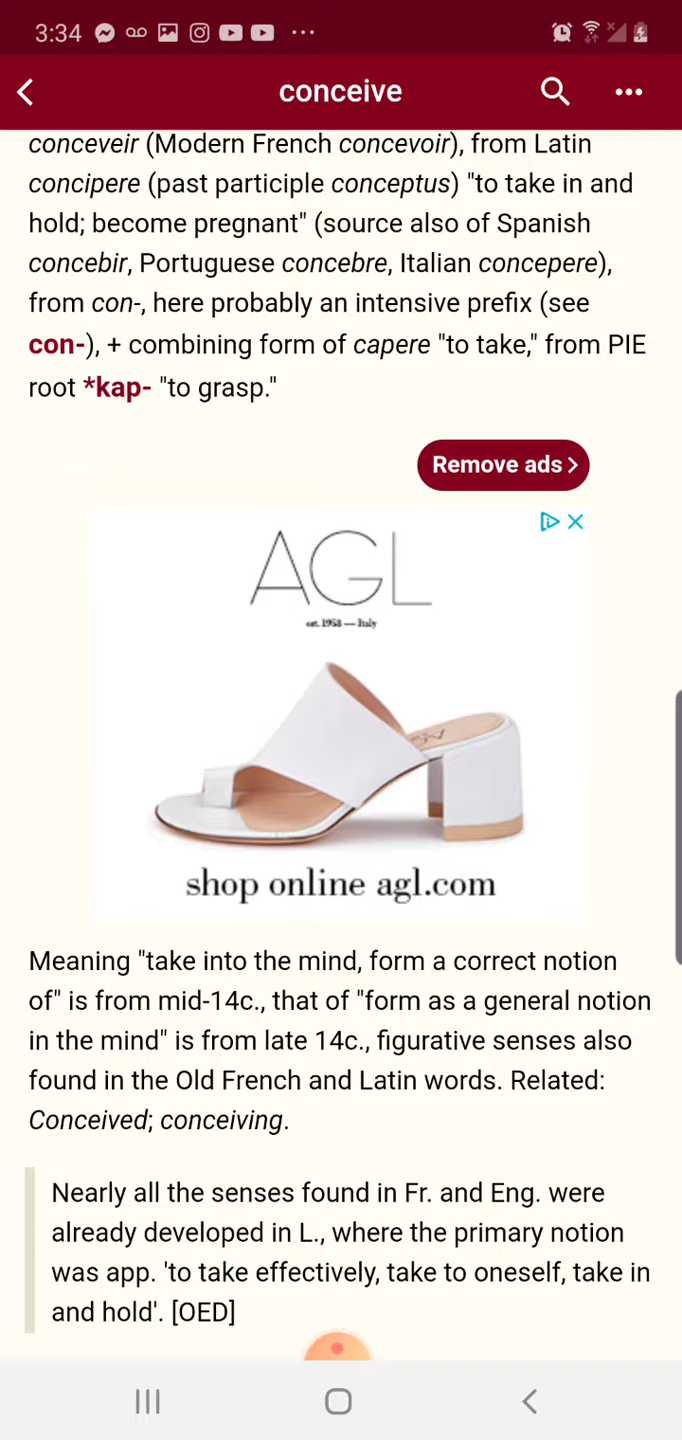 3:34
conceive
conceveir (Modern French concevoir), from Latin
concipere (past participle conceptus) "to take in and
hold; become pregnant" (source also of Spanish
concebir, Portuguese concebre, Italian concepere),
from con-, here probably an intensive prefix (see
con-), + combining form of capere "to take," from PIE
root *kap- "to grasp."
Remove ads
AGL
est. 1958 — Italy
shop online agl.com
Meaning "take into the mind, form a correct notion
of" is from mid-14c., that of "form as a general notion
in the mind" is from late 14c., figurative senses also
found in the Old French and Latin words. Related:
Conceived; conceiving.
Nearly all the senses found in Fr. and Eng. were
already developed in L., where the primary notion
was app. 'to take effectively, take to oneself, take in
and hold'. [OED]